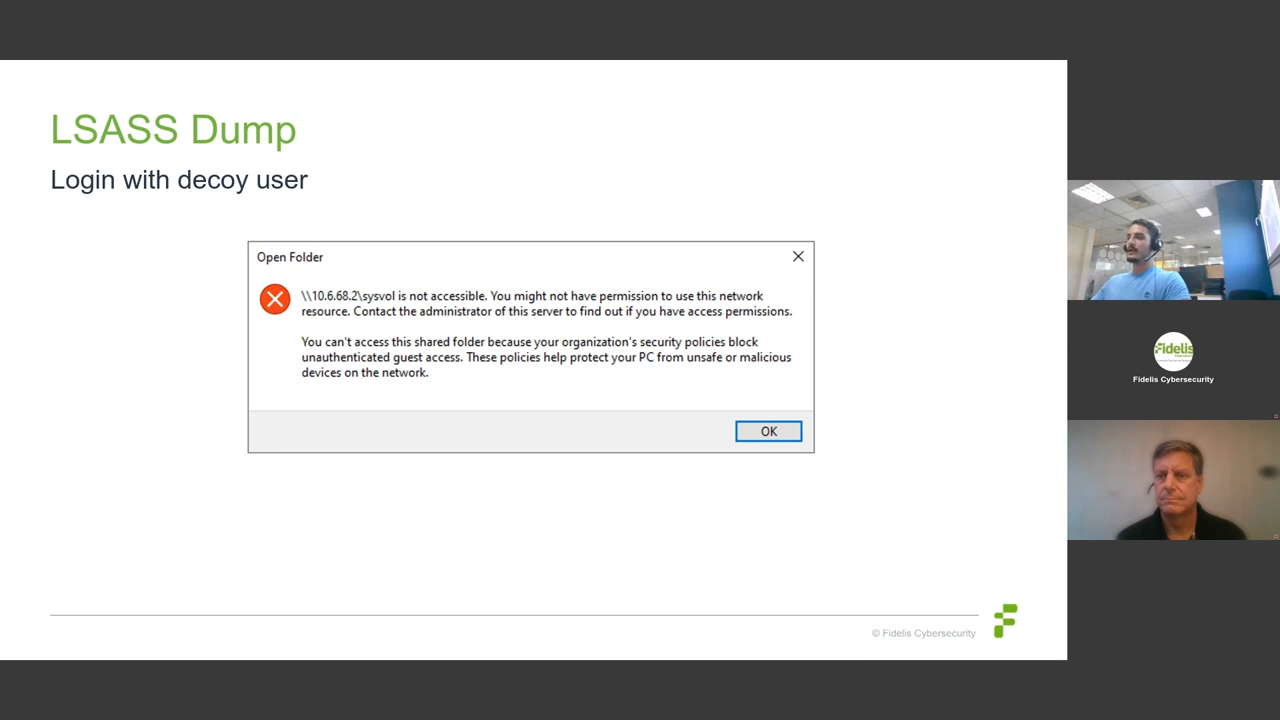 LSASS Dump
Login with decoy user
Open Folder
\\10.6.68.2\sysvol is not accessible. You might not have permission to use this network
resource. Contact the administrator of this server to find out if you have access permissions.
You can't access this shared folder because your organization's security policies block
unauthenticated guest access. These policies help protect your PC from unsafe or malicious
devices on the network.
OK
© Fidelis Cybersecurity
Fidelis
Fidelis Cybersecurity